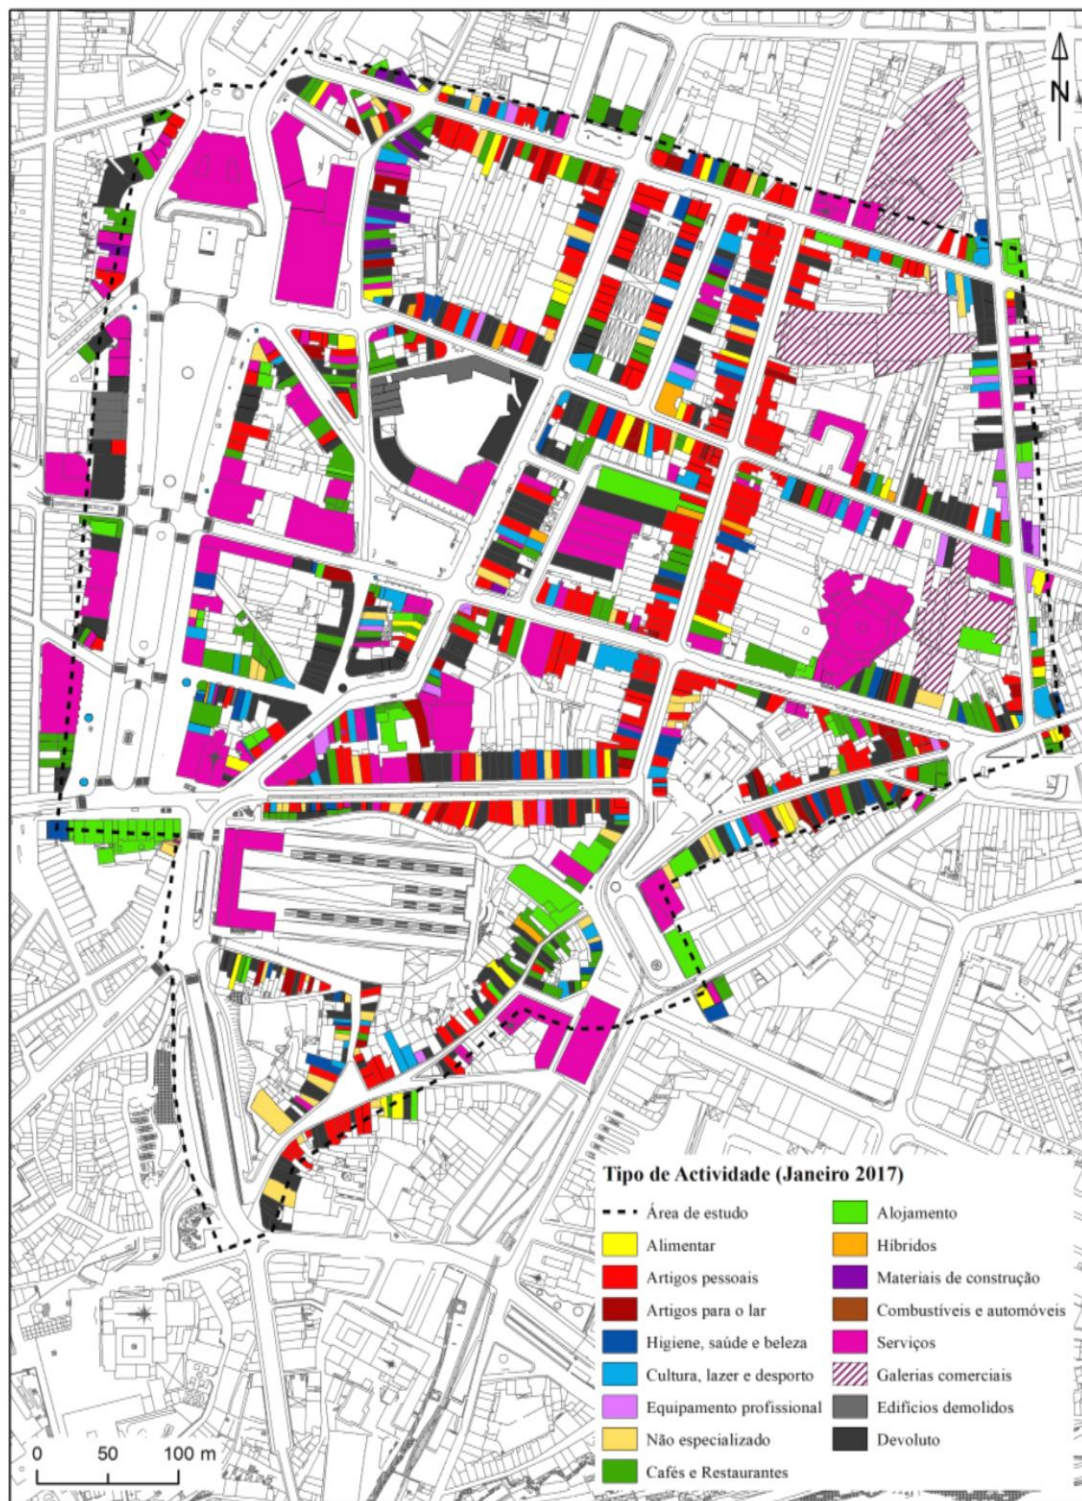 N
Tipo de Actividade (Janeiro 2017)
Área de estudo
Alimentar
Artigos pessoais
Artigos para o lar
Higiene, saúde e beleza
Cultura, lazer e desporto
Equipamento profissional
Não especializado
Cafés e Restaurantes
Alojamento
Híbridos
Materiais de construção
Combustíveis e automóveis
Serviços
Galerias comerciais
Edifícios demolidos
Devoluto
0 50 100 m